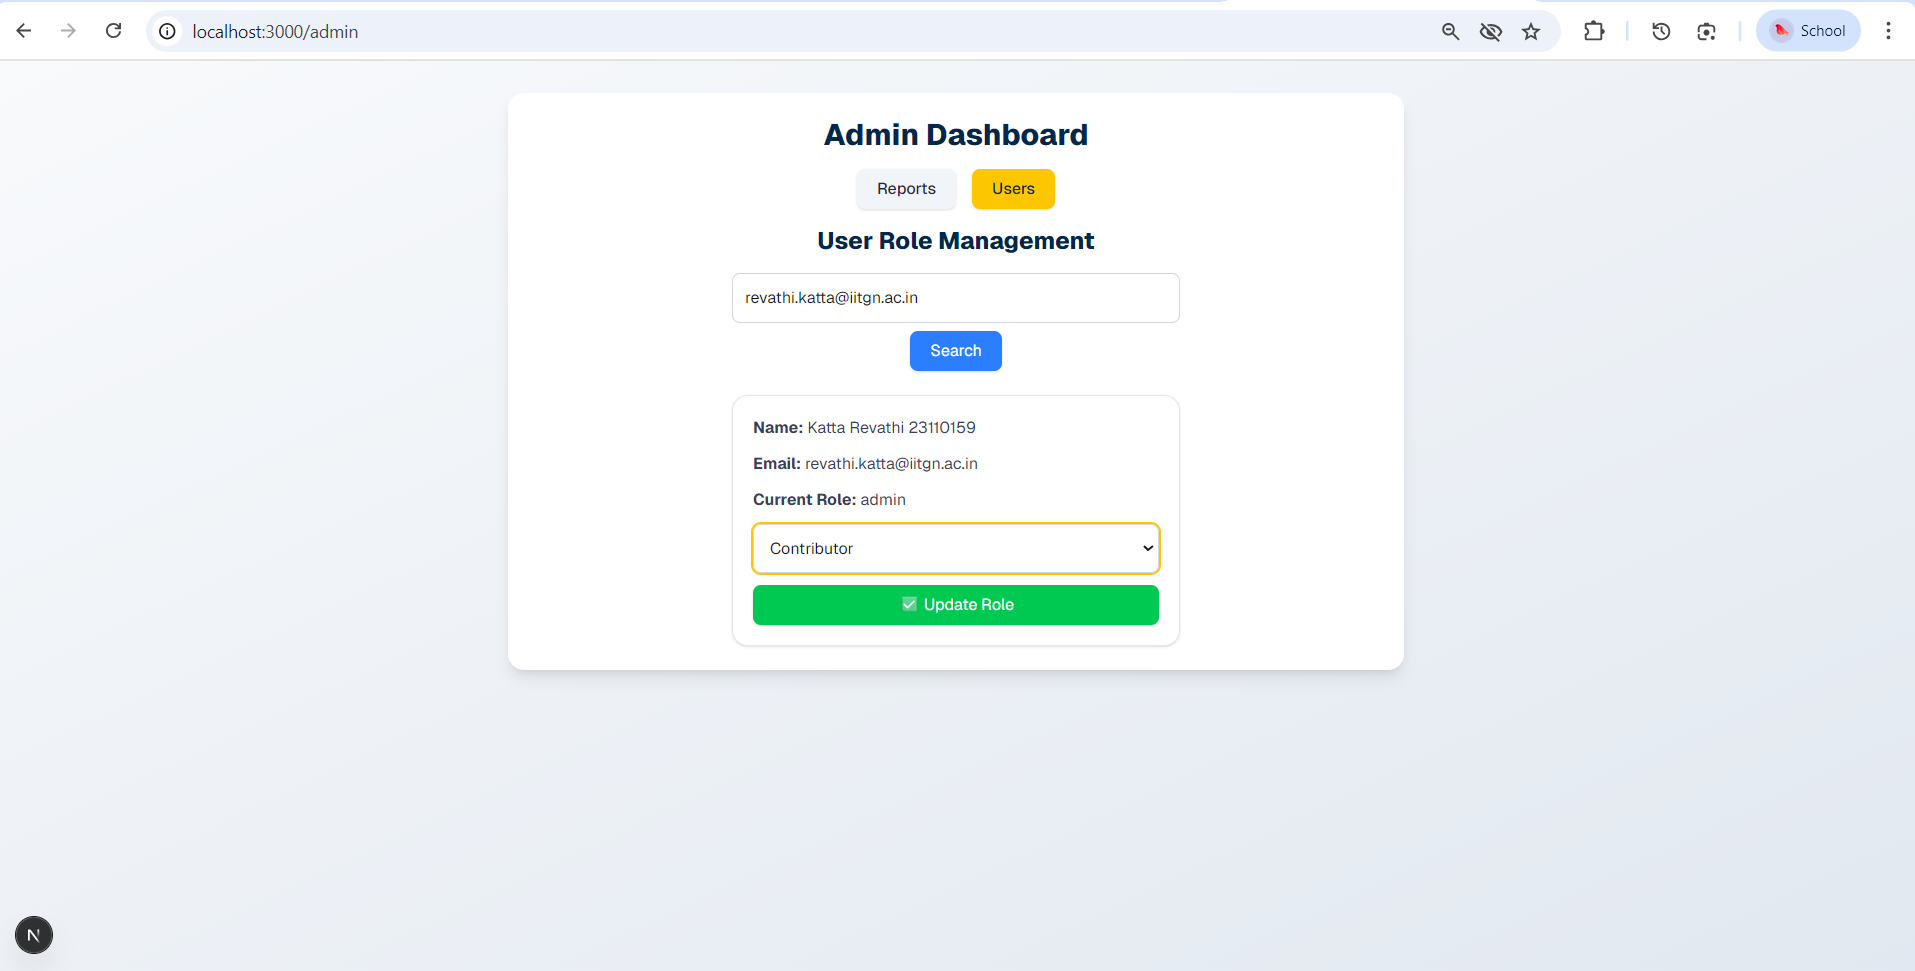 localhost:3000/admin
School
Admin Dashboard
Reports
Users
User Role Management
revathi.katta@iitgn.ac.in
Search
Name: Katta Revathi 23110159
Email: revathi.katta@iitgn.ac.in
Current Role: admin
Contributor
✅ Update Role
N